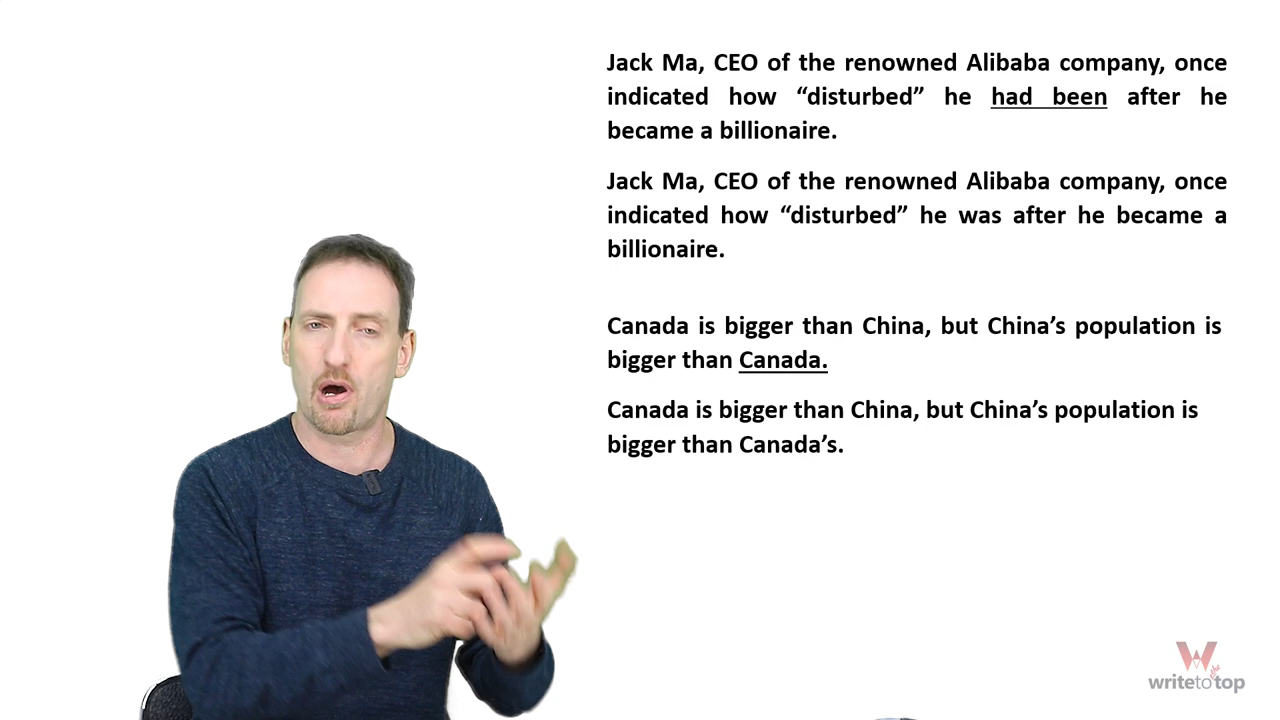 Jack Ma, CEO of the renowned Alibaba company, once
indicated how “disturbed” he had been after he
became a billionaire.
Jack Ma, CEO of the renowned Alibaba company, once
indicated how “disturbed” he was after he became a
billionaire.
Canada is bigger than China, but China’s population is
bigger than Canada.
Canada is bigger than China, but China’s population is
bigger than Canada’s.
W
the
writetotop